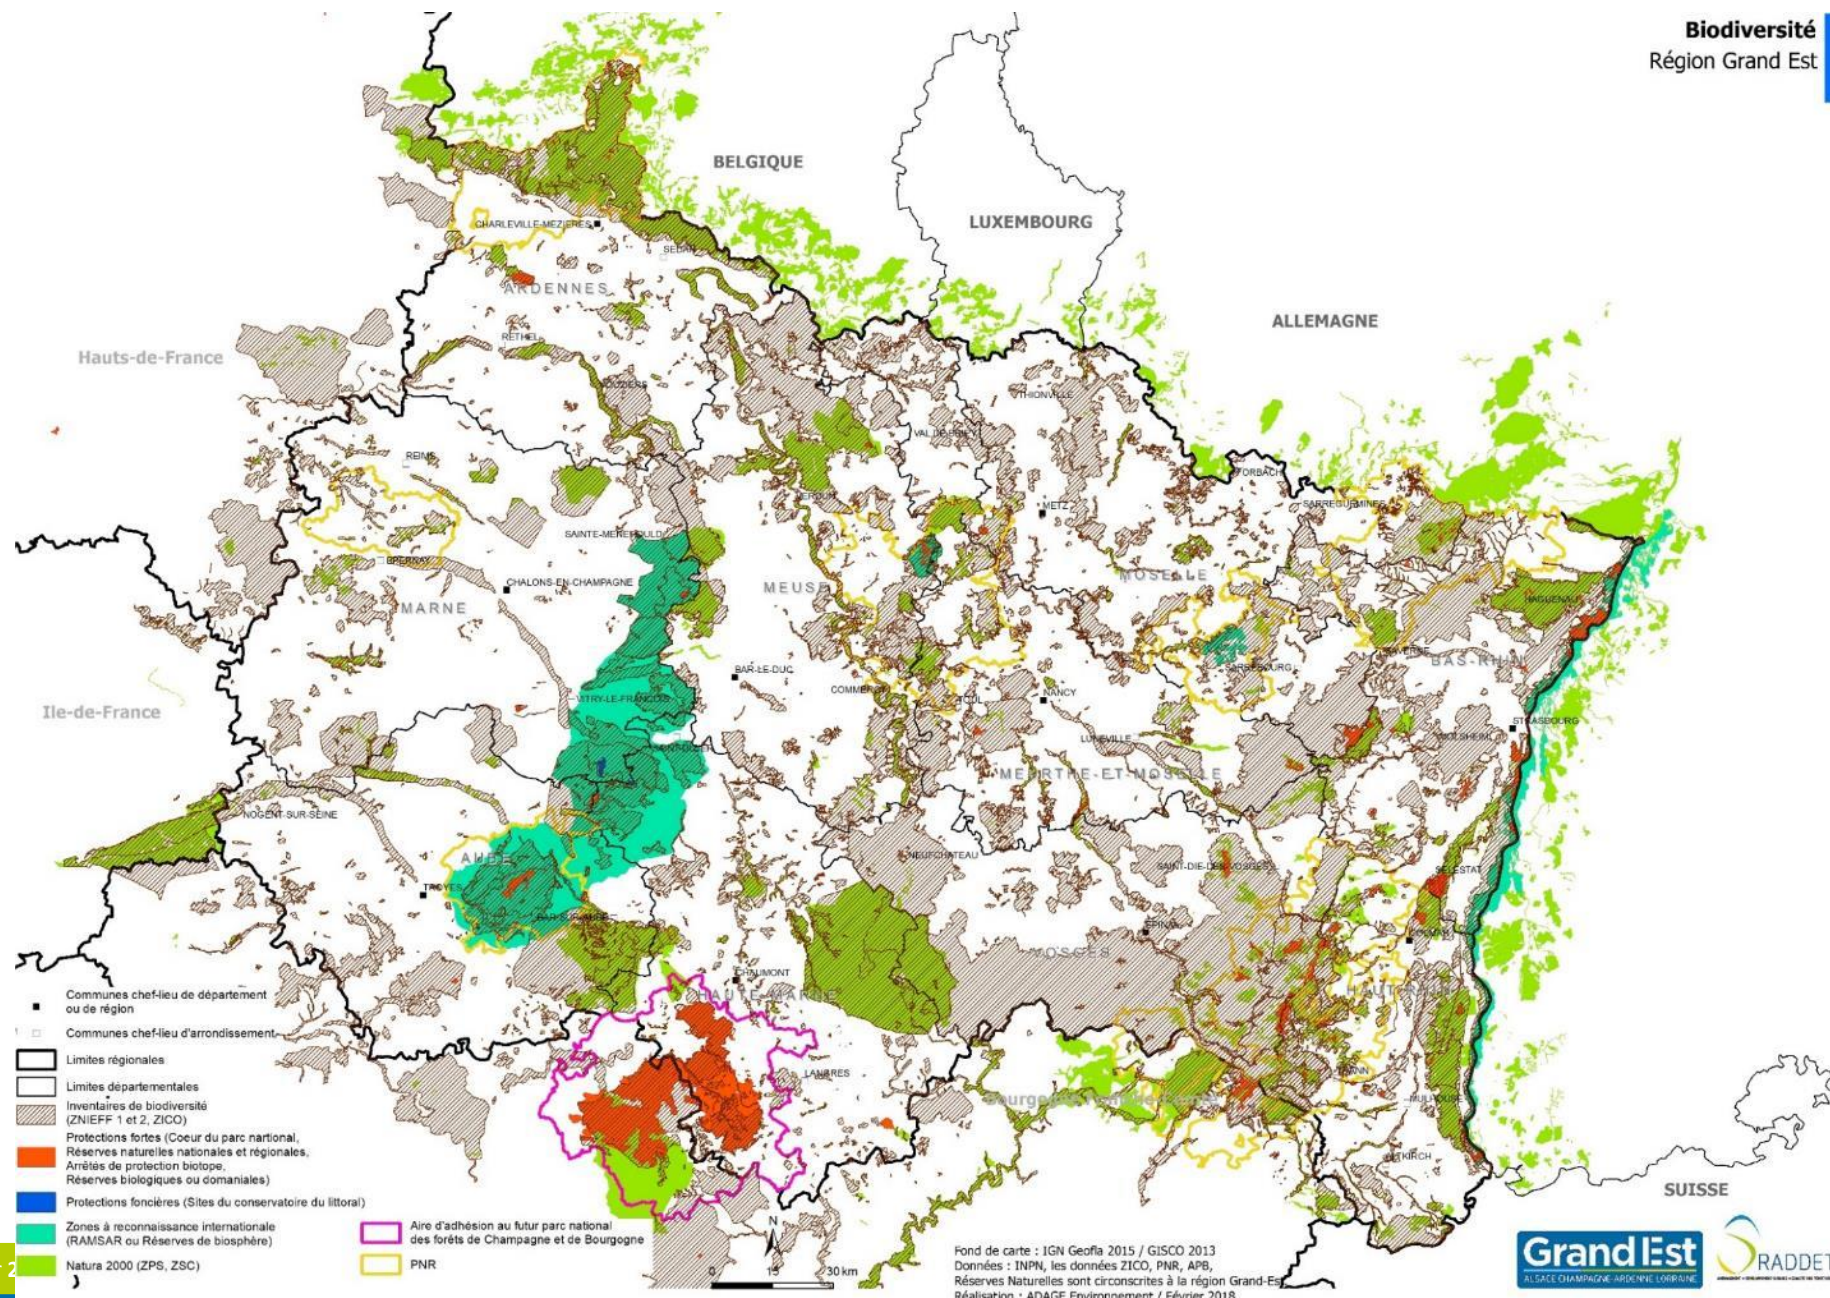 Biodiversité
Région Grand Est
BELGIQUE
LUXEMBOURG
ALLEMAGNE
Hauts-de-France
Ile-de-France
SUISSE
CHARLEVILLE-MEZIERES
SEDAN
ARDENNES
RETHEL
VOUZIERS
THIONVILLE
VAL DE BRIEY
REIMS
FORBACH
SARREGUEMINES
VERDUN
METZ
SAINTE-MENEHOULD
EPERNAY
CHALONS-EN-CHAMPAGNE
MARNE
MEUSE
MOSELLE
HAGUENAU
SAVERNE
BAS-RHIN
SARREBOURG
BAR-LE-DUC
COMMERCY
TOUL
NANCY
VITRY-LE-FRANCOIS
SAINT-DIZIER
LUNEVILLE
STRASBOURG
MOLSHEIM
MEURTHE-ET-MOSELLE
NOGENT-SUR-SEINE
AUBE
TROYES
BAR-SUR-AUBE
NEUFCHATEAU
SAINT-DIE-DES-VOSGES
SELESTAT
EPINAL
VOSGES
COLMAR
CHAUMONT
HAUTE-MARNE
HAUT-RHIN
LANGRES
THANN
MULHOUSE
ALTKIRCH
Communes chef-lieu de département
ou de région
Communes chef-lieu d'arrondissement
Limites régionales
Limites départementales
Inventaires de biodiversité
(ZNIEFF 1 et 2, ZICO)
Protections fortes (Coeur du parc nartional,
Réserves naturelles nationales et régionales,
Arrêtés de protection biotope,
Réserves biologiques ou domaniales)
Protections foncières (Sites du conservatoire du littoral)
Zones à reconnaissance internationale
(RAMSAR ou Réserves de biosphère)
Natura 2000 (ZPS, ZSC)
Aire d'adhésion au futur parc national
des forêts de Champagne et de Bourgogne
PNR
N
0 15 30 km
Fond de carte : IGN Geofla 2015 / GISCO 2013
Données : INPN, les données ZICO, PNR, APB,
Réserves Naturelles sont circonscrites à la région Grand-Est
Réalisation : ADAGE Environnement / Février 2018
Grand Est
ALSACE CHAMPAGNE-ARDENNE LORRAINE
SRADDET
2